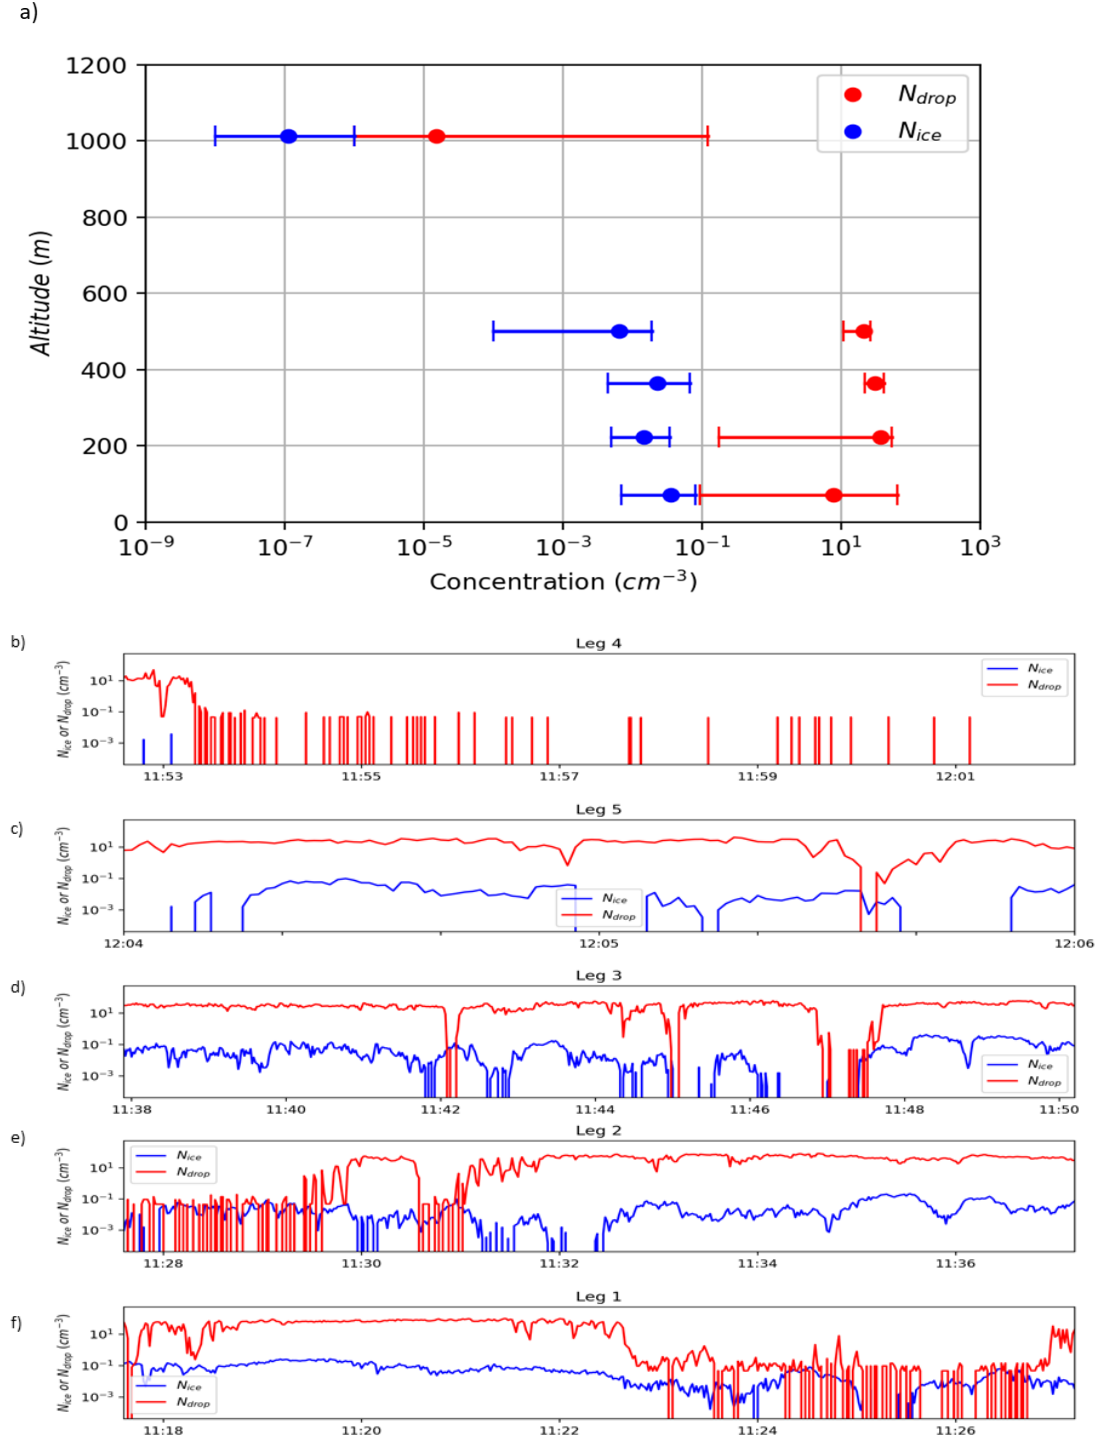 a)
1200
1000
800
600
400
200
0
Altitude (m)
N_drop
N_ice
10^−9 10^−7 10^−5 10^−3 10^−1 10^1 10^3
Concentration (cm^−3)
b)
Leg 4
N_ice or N_drop (cm^−3)
10^1
10^−1
10^−3
N_ice
N_drop
11:53 11:55 11:57 11:59 12:01
c)
Leg 5
N_ice or N_drop (cm^−3)
10^1
10^−1
10^−3
N_ice
N_drop
12:04 12:05 12:06
d)
Leg 3
N_ice or N_drop (cm^−3)
10^1
10^−1
10^−3
N_ice
N_drop
11:38 11:40 11:42 11:44 11:46 11:48 11:50
e)
Leg 2
N_ice or N_drop (cm^−3)
10^1
10^−1
10^−3
N_ice
N_drop
11:28 11:30 11:32 11:34 11:36
f)
Leg 1
N_ice or N_drop (cm^−3)
10^1
10^−1
10^−3
N_ice
N_drop
11:18 11:20 11:22 11:24 11:26